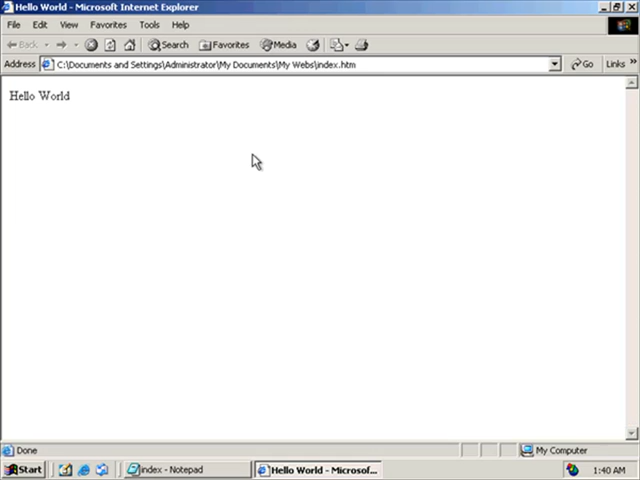 Hello World - Microsoft Internet Explorer
File Edit View Favorites Tools Help
Back Search Favorites Media
Address C:\Documents and Settings\Administrator\My Documents\My Webs\index.htm Go Links »
Hello World
Done My Computer
Start index - Notepad Hello World - Microsof... 1:40 AM